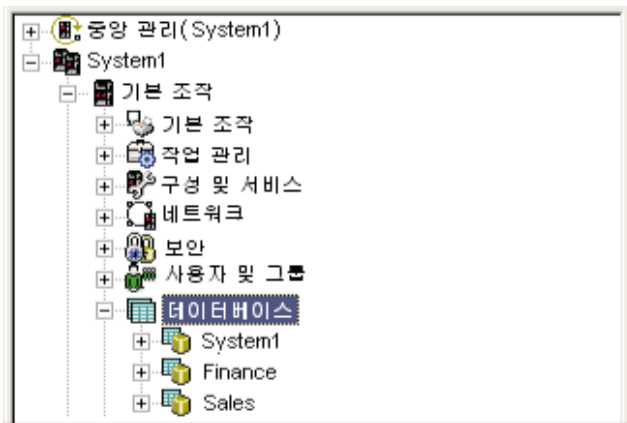 중앙 관리(System1)
System1
기본 조작
기본 조작
작업 관리
구성 및 서비스
네트워크
보안
사용자 및 그룹
데이터베이스
System1
Finance
Sales